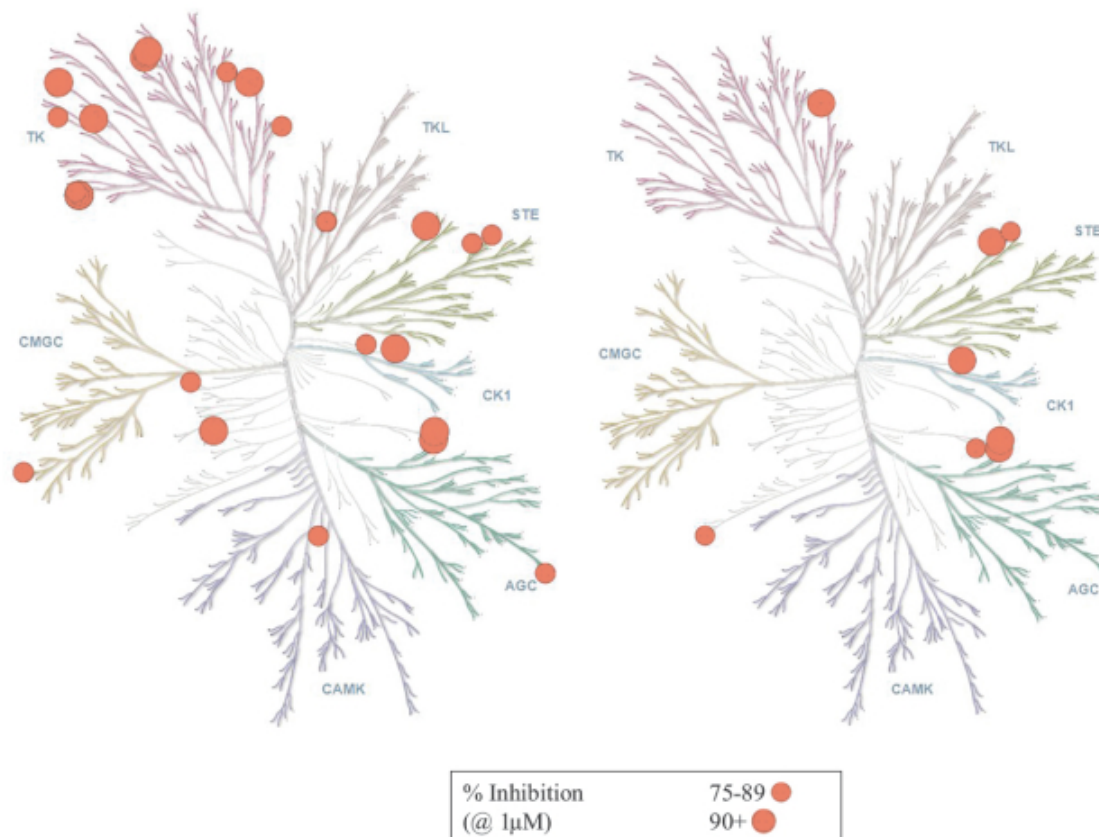 TK
TKL
STE
CMGC
CK1
AGC
CAMK
TK
TKL
STE
CMGC
CK1
AGC
CAMK
% Inhibition 75-89
(@ 1µM) 90+